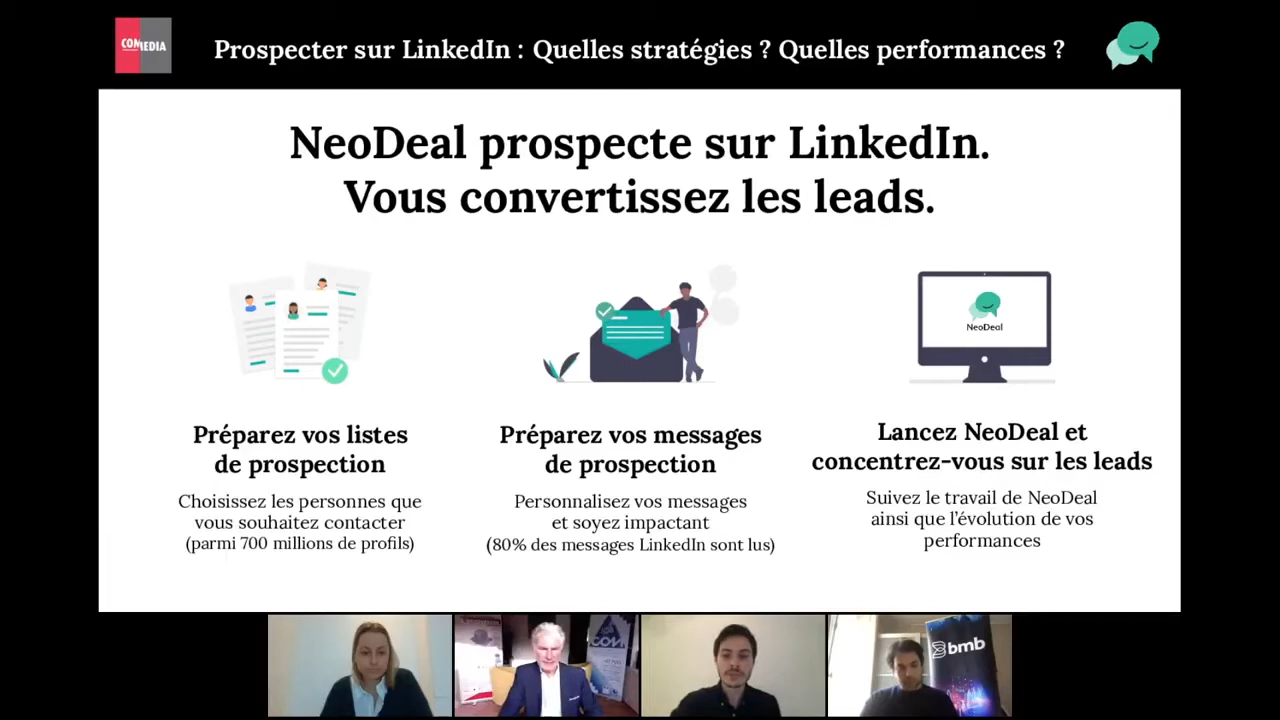 COMMEDIA
Prospecter sur LinkedIn : Quelles stratégies ? Quelles performances ?
NeoDeal prospecte sur LinkedIn.
Vous convertissez les leads.
NeoDeal
Préparez vos listes
de prospection
Choisissez les personnes que
vous souhaitez contacter
(parmi 700 millions de profils)
Préparez vos messages
de prospection
Personnalisez vos messages
et soyez impactant
(80% des messages LinkedIn sont lus)
Lancez NeoDeal et
concentrez-vous sur les leads
Suivez le travail de NeoDeal
ainsi que l’évolution de vos
performances
COM
bmb